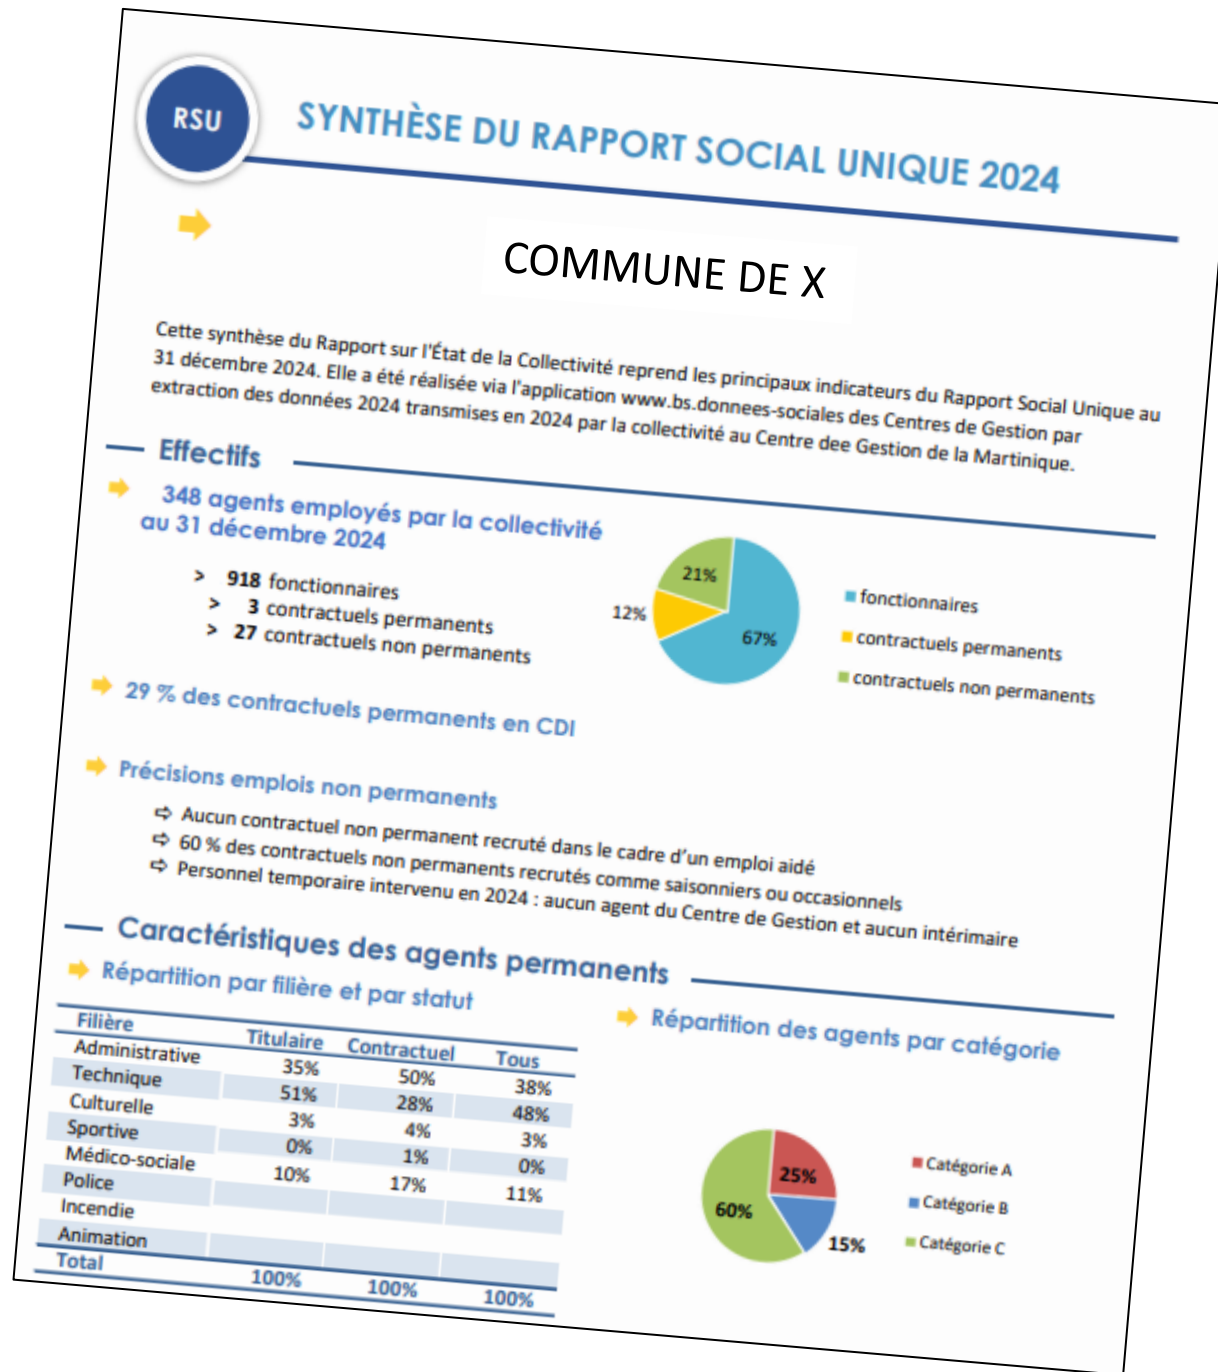 RSU
SYNTHÈSE DU RAPPORT SOCIAL UNIQUE 2024
COMMUNE DE X
Cette synthèse du Rapport sur l'État de la Collectivité reprend les principaux indicateurs du Rapport Social Unique au
31 décembre 2024. Elle a été réalisée via l'application www.bs.donnees-sociales des Centres de Gestion par
extraction des données 2024 transmises en 2024 par la collectivité au Centre dee Gestion de la Martinique.
Effectifs
348 agents employés par la collectivité
au 31 décembre 2024
> 918 fonctionnaires
> 3 contractuels permanents
> 27 contractuels non permanents
21%
12%
67%
fonctionnaires
contractuels permanents
contractuels non permanents
29 % des contractuels permanents en CDI
Précisions emplois non permanents
⇨ Aucun contractuel non permanent recruté dans le cadre d'un emploi aidé
⇨ 60 % des contractuels non permanents recrutés comme saisonniers ou occasionnels
⇨ Personnel temporaire intervenu en 2024 : aucun agent du Centre de Gestion et aucun intérimaire
Caractéristiques des agents permanents
Répartition par filière et par statut
Filière Titulaire Contractuel Tous
Administrative 35% 50% 38%
Technique 51% 28% 48%
Culturelle 3% 4% 3%
Sportive 0% 1% 0%
Médico-sociale 10% 17% 11%
Police
Incendie
Animation
Total 100% 100% 100%
Répartition des agents par catégorie
25%
60%
15%
Catégorie A
Catégorie B
Catégorie C